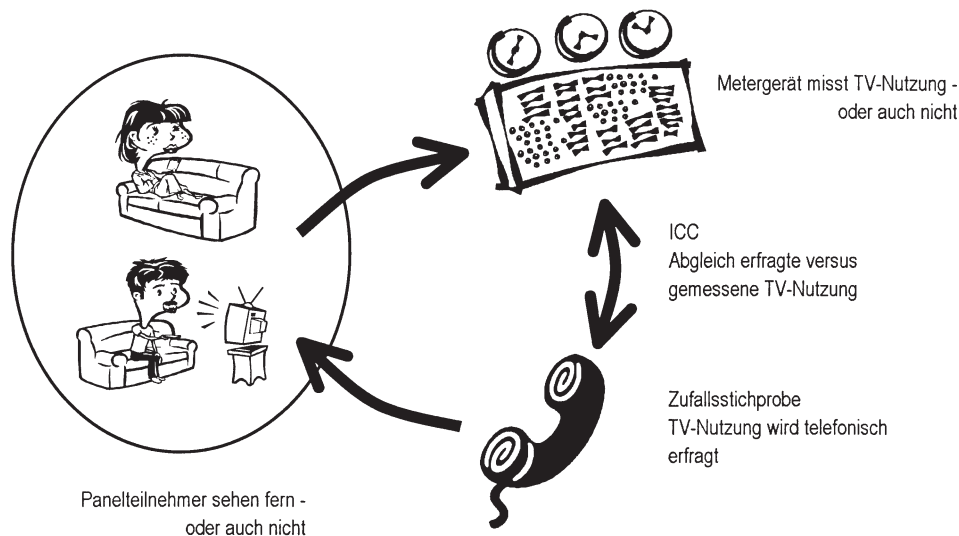 Metergerät misst TV-Nutzung -
oder auch nicht
ICC
Abgleich erfragte versus
gemessene TV-Nutzung
Zufallsstichprobe
TV-Nutzung wird telefonisch
erfragt
Panelteilnehmer sehen fern -
oder auch nicht